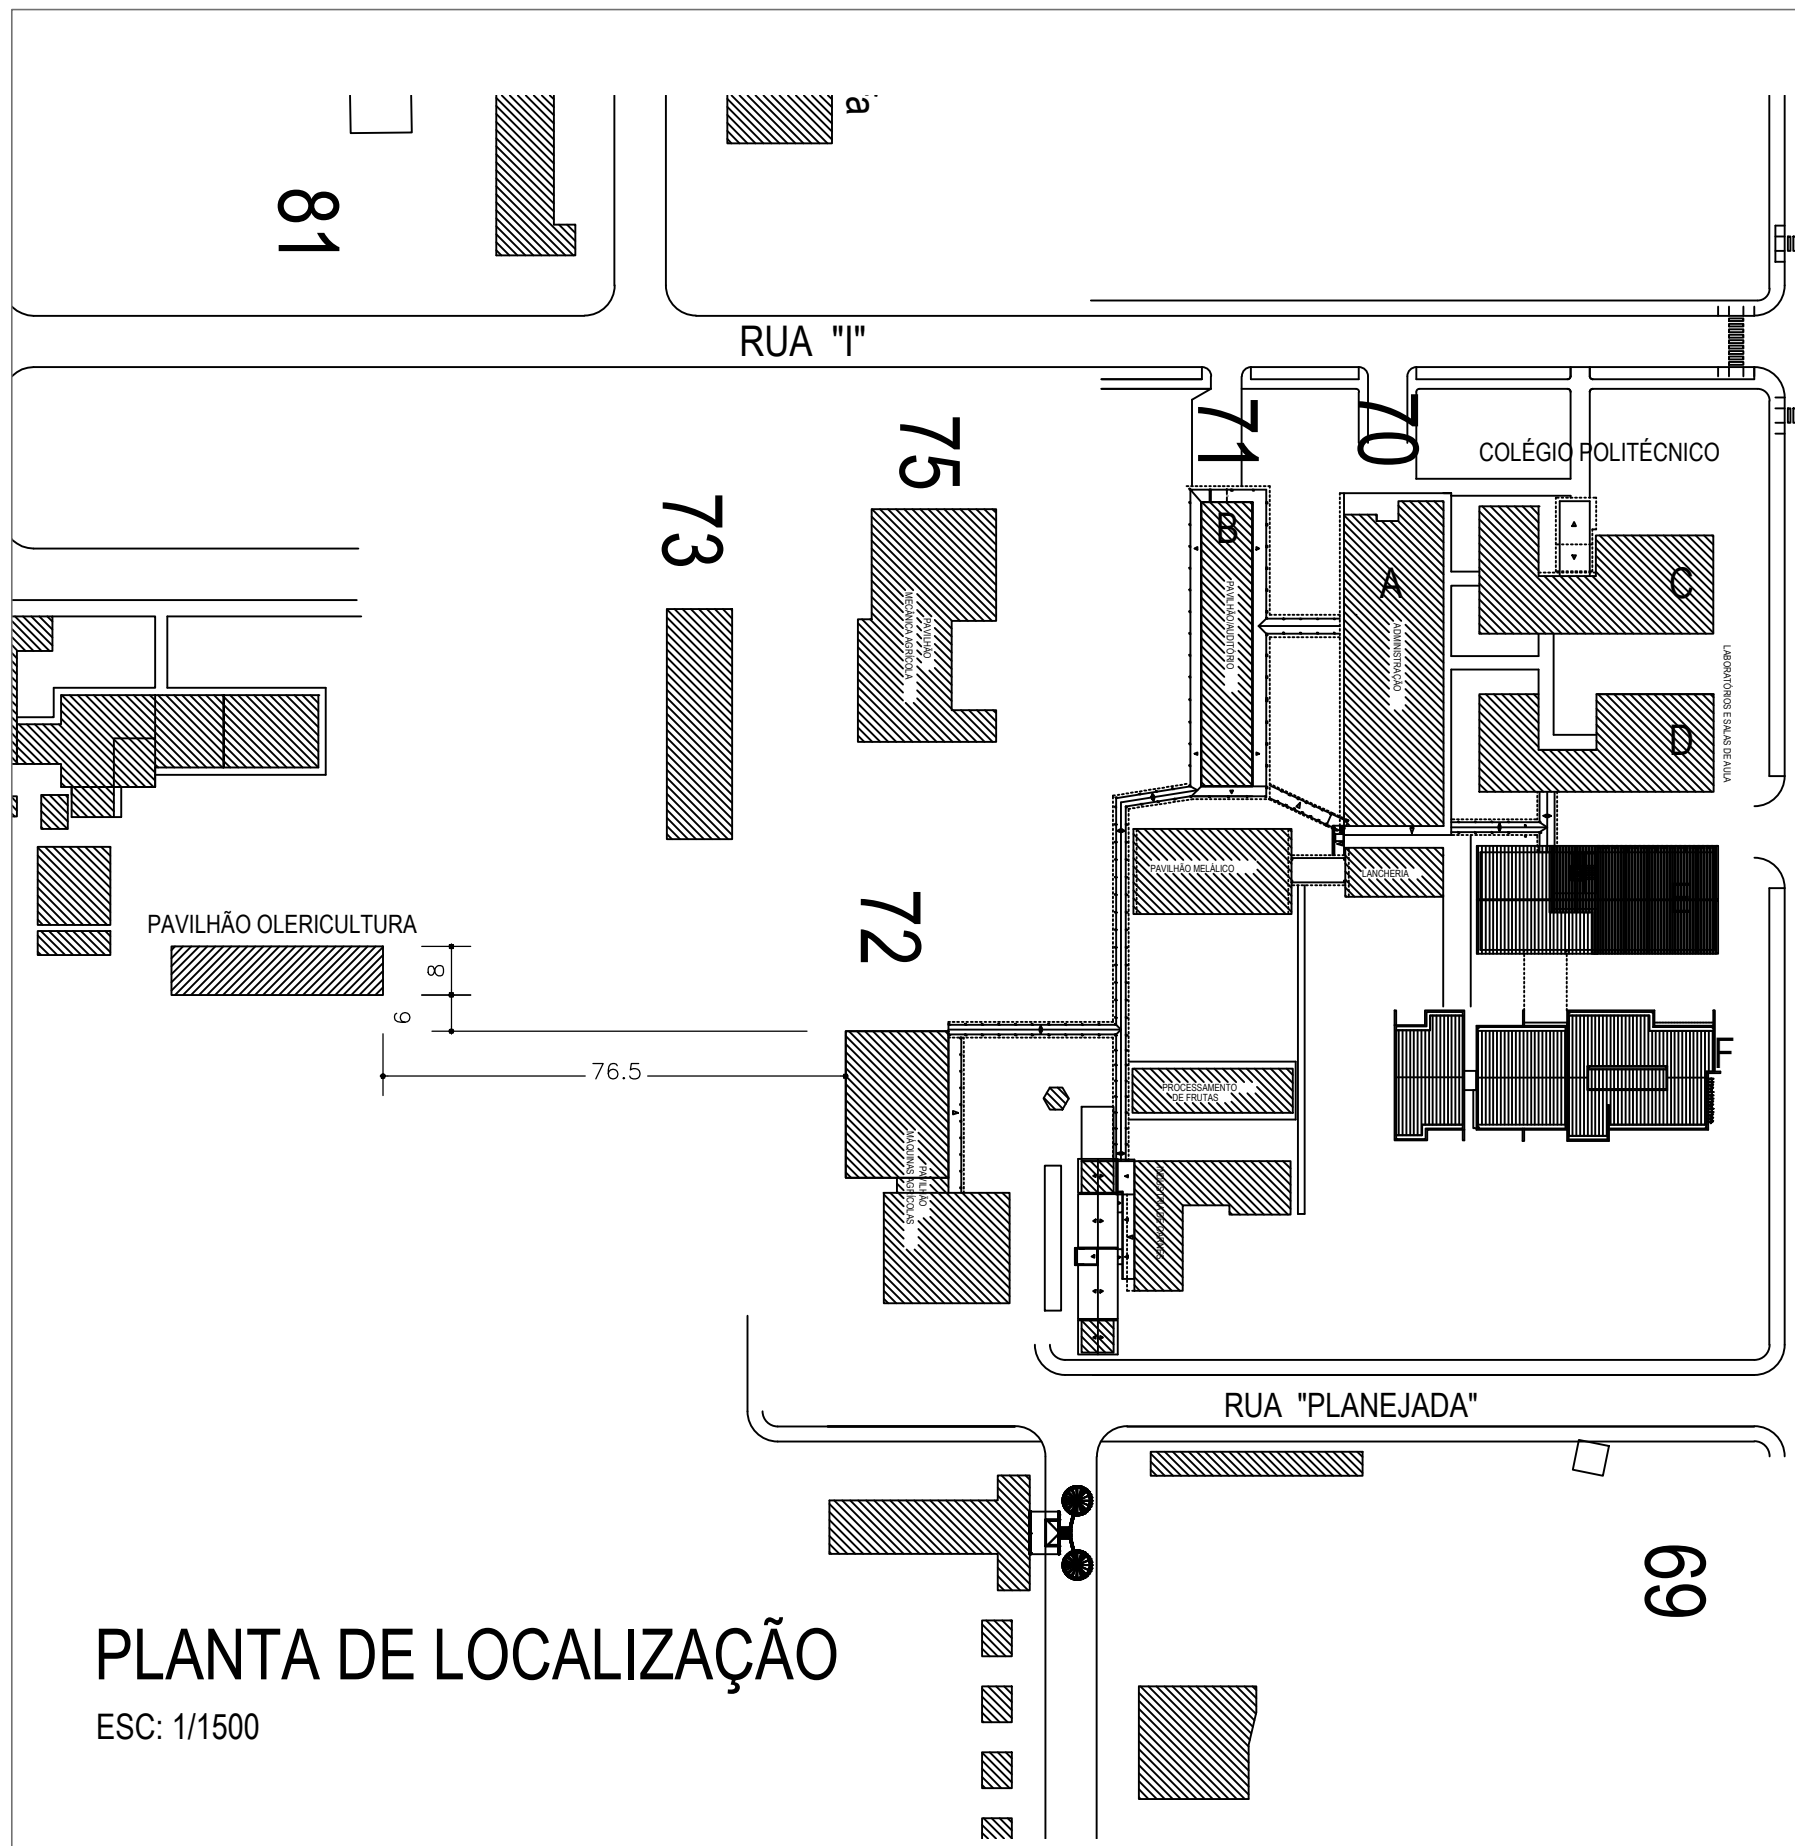 a
81
RUA "I"
75
71
70
COLÉGIO POLITÉCNICO
73
B
A
C
PAVILHÃO
MECÂNICA AGRÍCOLA
PAVILHÃO/AUDITÓRIO
ADMINISTRAÇÃO
LABORATÓRIOS E SALAS DE AULA
D
PAVILHÃO MELÁLICO
LANCHERIA
E
72
PAVILHÃO OLERICULTURA
8
6
76.5
F
PROCESSAMENTO
DE FRUTAS
PAVILHÃO
MÁQUINAS AGRÍCOLAS
RUA "PLANEJADA"
69
PLANTA DE LOCALIZAÇÃO
ESC: 1/1500